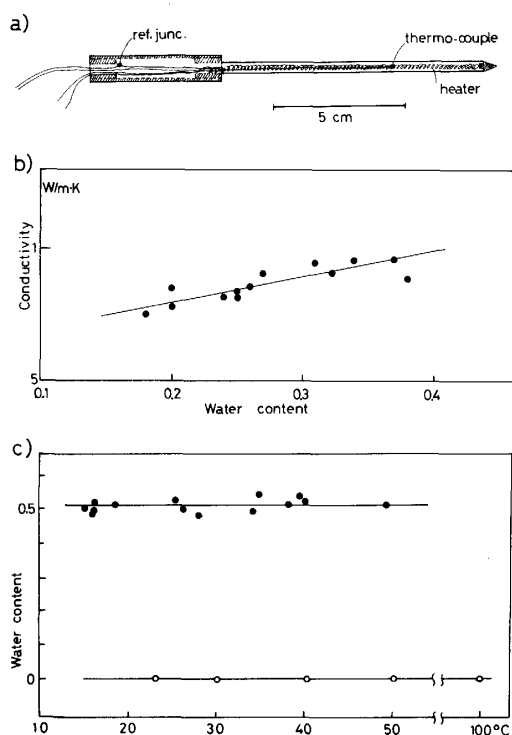 a)
ref. junc.
thermo-couple
heater
5 cm
b)
W/m·K
Conductivity
1
5
0.1 0.2 0.3 0.4
Water content
c)
Water content
0.5
0
10 20 30 40 50 100°C